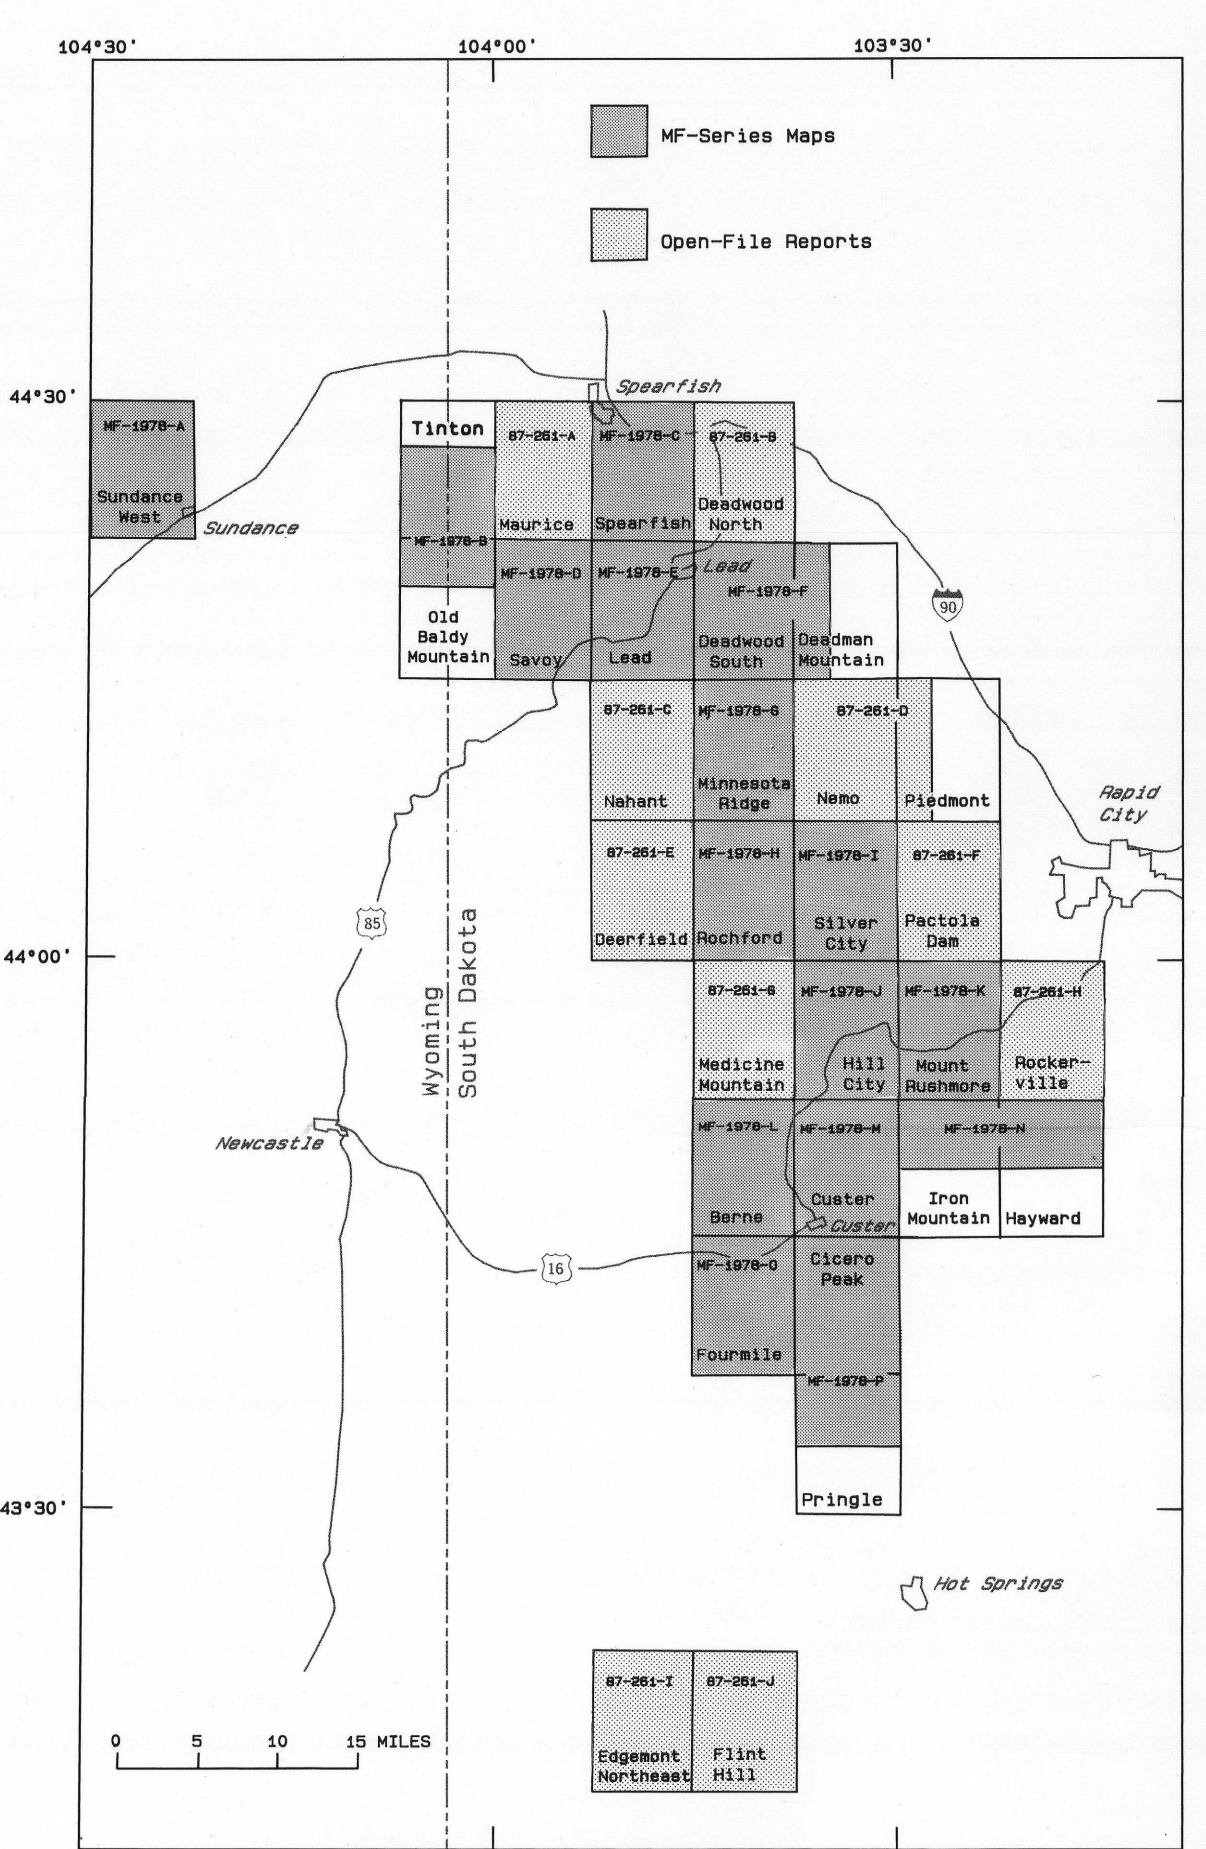 104°30'
104°00'
103°30'
MF-Series Maps
Open-File Reports
44°30'
Spearfish
MF-1978-A
Sundance
West
Sundance
Tinton
MF-1978-B
Old
Baldy
Mountain
87-261-A
Maurice
MF-1978-C
Spearfish
87-261-B
Deadwood
North
MF-1978-D
Savoy
MF-1978-E
Lead
Lead
MF-1978-F
Deadwood
South
Deadman
Mountain
90
87-261-C
Nahant
MF-1978-G
Minnesota
Ridge
87-261-D
Nemo
Piedmont
Rapid
City
87-261-E
Deerfield
MF-1978-H
Rochford
MF-1978-I
Silver
City
87-261-F
Pactola
Dam
85
44°00'
Wyoming
South Dakota
87-261-G
Medicine
Mountain
MF-1978-J
Hill
City
MF-1978-K
Mount
Rushmore
87-261-H
Rocker-
ville
Newcastle
MF-1978-L
Berne
MF-1978-M
Custer
Custer
MF-1978-N
Iron
Mountain
Hayward
16
MF-1978-O
Fourmile
Cicero
Peak
MF-1978-P
Pringle
43°30'
Hot Springs
87-261-I
Edgemont
Northeast
87-261-J
Flint
Hill
0 5 10 15 MILES